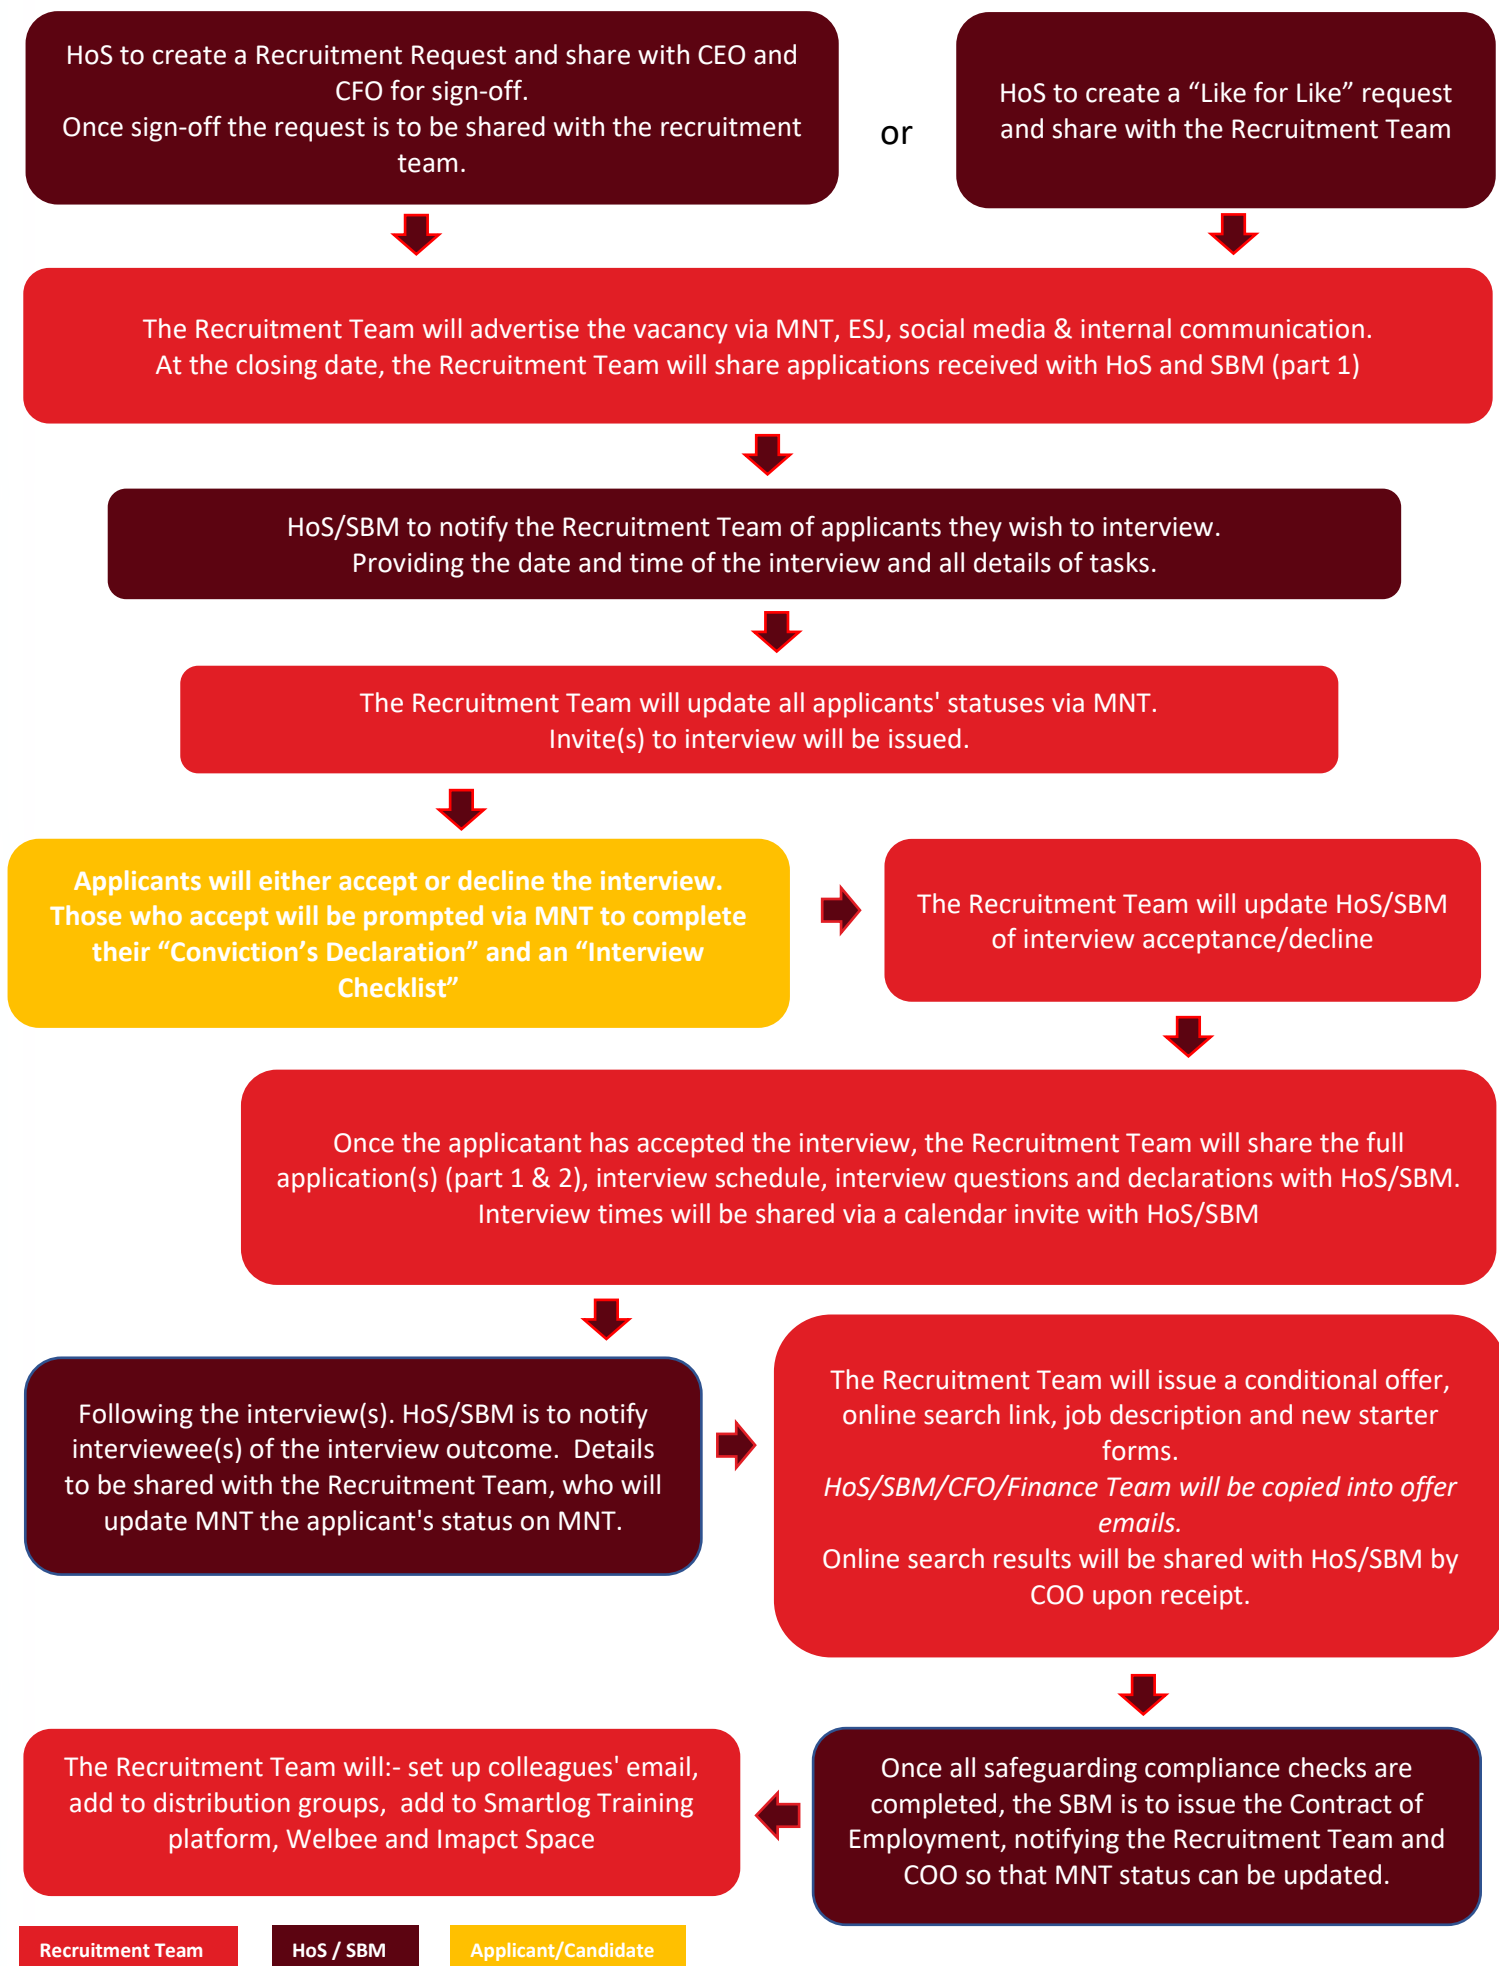 HoS to create a Recruitment Request and share with CEO and
CFO for sign-off.
Once sign-off the request is to be shared with the recruitment
team.
or
HoS to create a “Like for Like” request
and share with the Recruitment Team
The Recruitment Team will advertise the vacancy via MNT, ESJ, social media & internal communication.
At the closing date, the Recruitment Team will share applications received with HoS and SBM (part 1)
HoS/SBM to notify the Recruitment Team of applicants they wish to interview.
Providing the date and time of the interview and all details of tasks.
The Recruitment Team will update all applicants' statuses via MNT.
Invite(s) to interview will be issued.
Applicants will either accept or decline the interview.
Those who accept will be prompted via MNT to complete
their “Conviction’s Declaration” and an “Interview
Checklist”
The Recruitment Team will update HoS/SBM
of interview acceptance/decline
Once the applicatant has accepted the interview, the Recruitment Team will share the full
application(s) (part 1 & 2), interview schedule, interview questions and declarations with HoS/SBM.
Interview times will be shared via a calendar invite with HoS/SBM
Following the interview(s). HoS/SBM is to notify
interviewee(s) of the interview outcome.  Details
to be shared with the Recruitment Team, who will
update MNT the applicant's status on MNT.
The Recruitment Team will issue a conditional offer,
online search link, job description and new starter
forms.
HoS/SBM/CFO/Finance Team will be copied into offer
emails.
Online search results will be shared with HoS/SBM by
COO upon receipt.
Once all safeguarding compliance checks are
completed, the SBM is to issue the Contract of
Employment, notifying the Recruitment Team and
COO so that MNT status can be updated.
The Recruitment Team will:- set up colleagues' email,
add to distribution groups,  add to Smartlog Training
platform, Welbee and Imapct Space
Recruitment Team
HoS / SBM
Applicant/Candidate